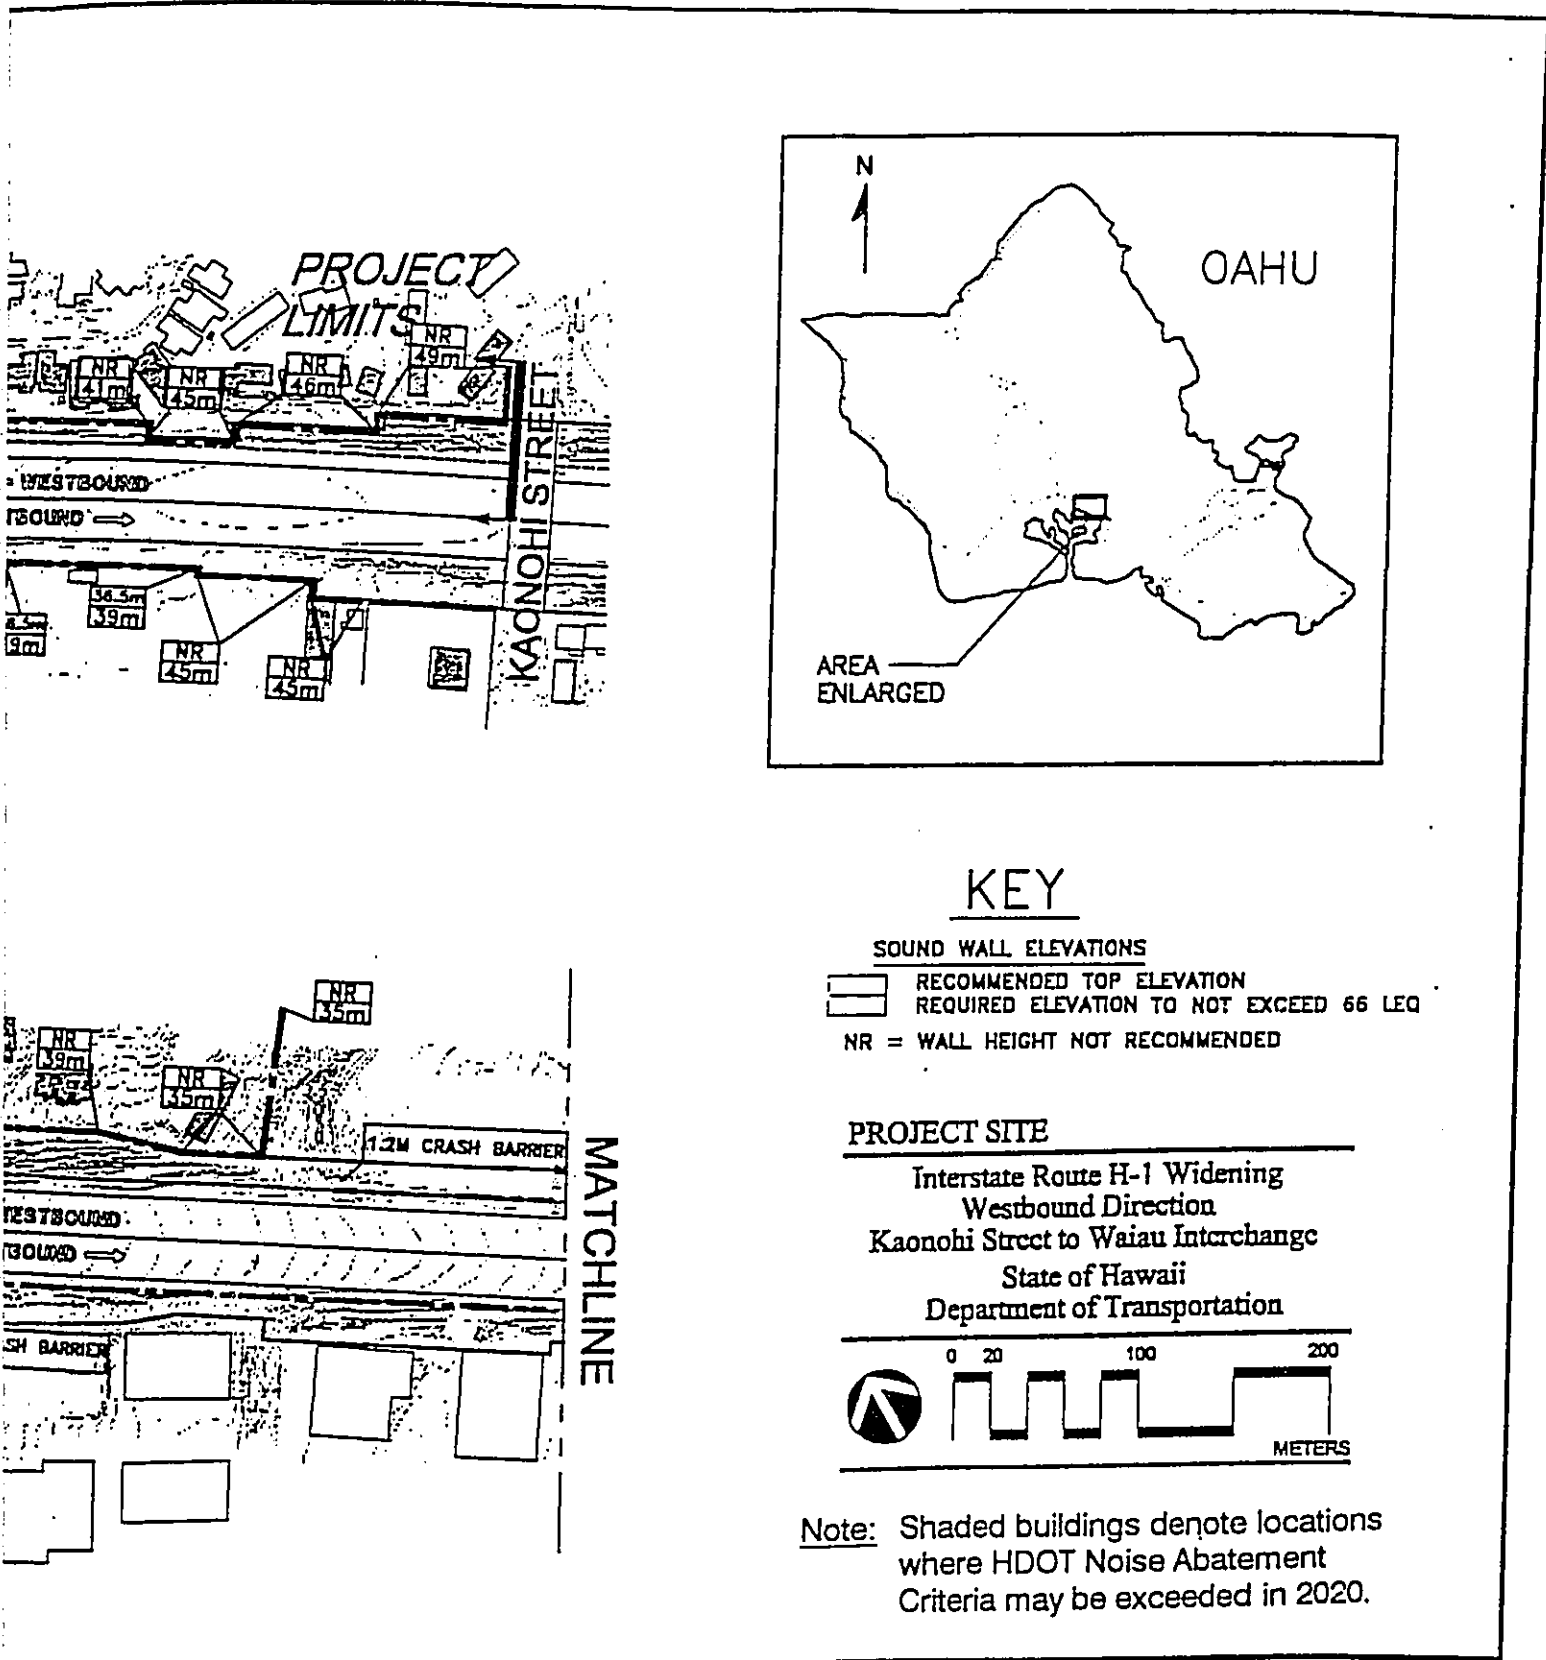 PROJECT
LIMITS
NR
41m
NR
45m
NR
46m
NR
49m
WESTBOUND
KAONOHI STREET
36.5m
39m
9m
NR
45m
NR
45m
N
OAHU
AREA
ENLARGED
KEY
SOUND WALL ELEVATIONS
RECOMMENDED TOP ELEVATION
REQUIRED ELEVATION TO NOT EXCEED 66 LEQ
NR = WALL HEIGHT NOT RECOMMENDED
NR
35m
NR
39m
NR
35m
1.2M CRASH BARRIER
MATCHLINE
TBOUND
SH BARRIER
PROJECT SITE
Interstate Route H-1 Widening
Westbound Direction
Kaonohi Street to Waiau Interchange
State of Hawaii
Department of Transportation
0 20 100 200
METERS
Note: Shaded buildings denote locations
where HDOT Noise Abatement
Criteria may be exceeded in 2020.